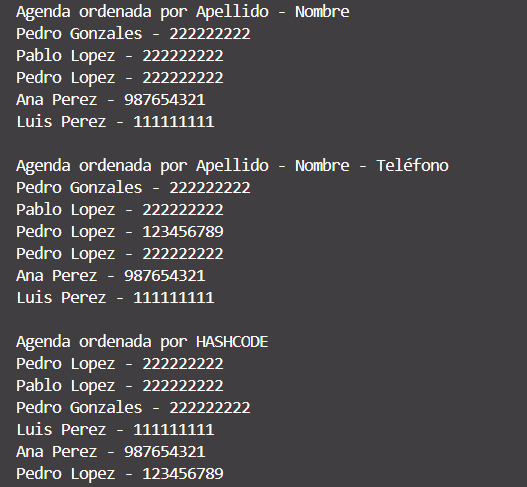 Agenda ordenada por Apellido - Nombre
Pedro Gonzales - 222222222
Pablo Lopez - 222222222
Pedro Lopez - 222222222
Ana Perez - 987654321
Luis Perez - 111111111
Agenda ordenada por Apellido - Nombre - Teléfono
Pedro Gonzales - 222222222
Pablo Lopez - 222222222
Pedro Lopez - 123456789
Pedro Lopez - 222222222
Ana Perez - 987654321
Luis Perez - 111111111
Agenda ordenada por HASHCODE
Pedro Lopez - 222222222
Pablo Lopez - 222222222
Pedro Gonzales - 222222222
Luis Perez - 111111111
Ana Perez - 987654321
Pedro Lopez - 123456789